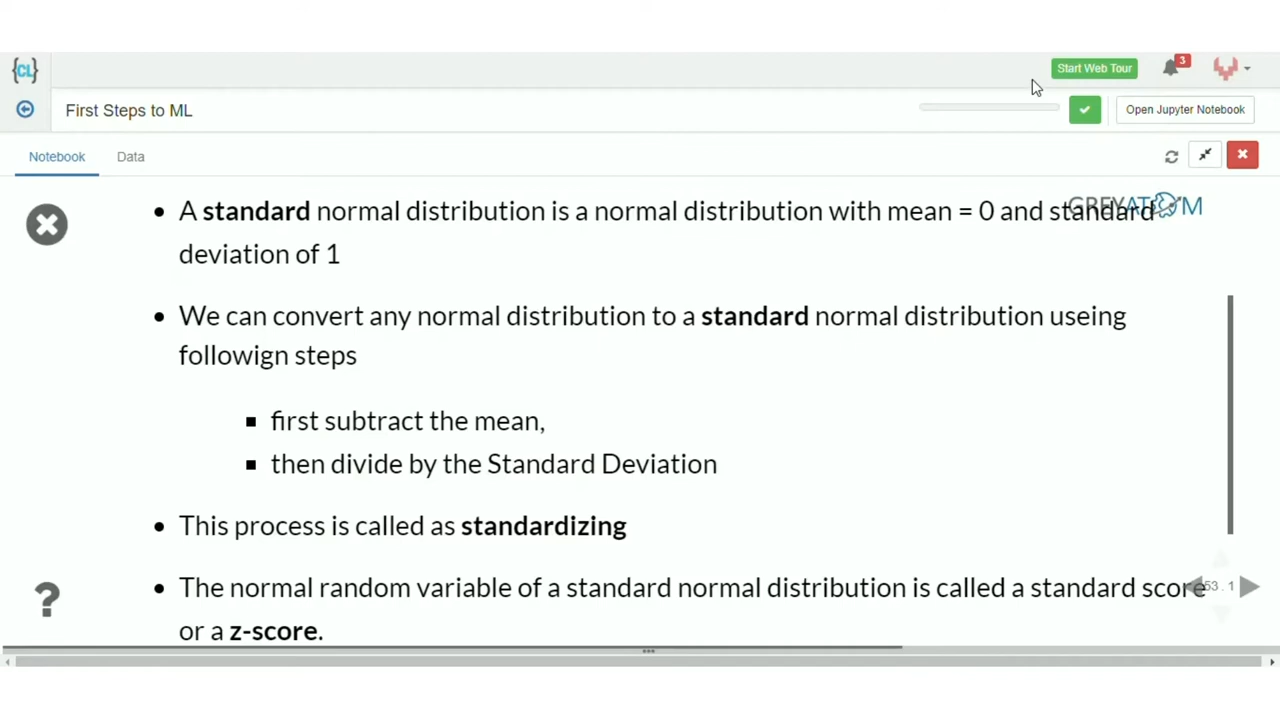 {CL}
Start Web Tour
3
First Steps to ML
Open Jupyter Notebook
Notebook
Data
GREYATOM
• A standard normal distribution is a normal distribution with mean = 0 and standard
deviation of 1
• We can convert any normal distribution to a standard normal distribution useing
followign steps
▪ first subtract the mean,
▪ then divide by the Standard Deviation
• This process is called as standardizing
• The normal random variable of a standard normal distribution is called a standard score
or a z-score.
?
53.1